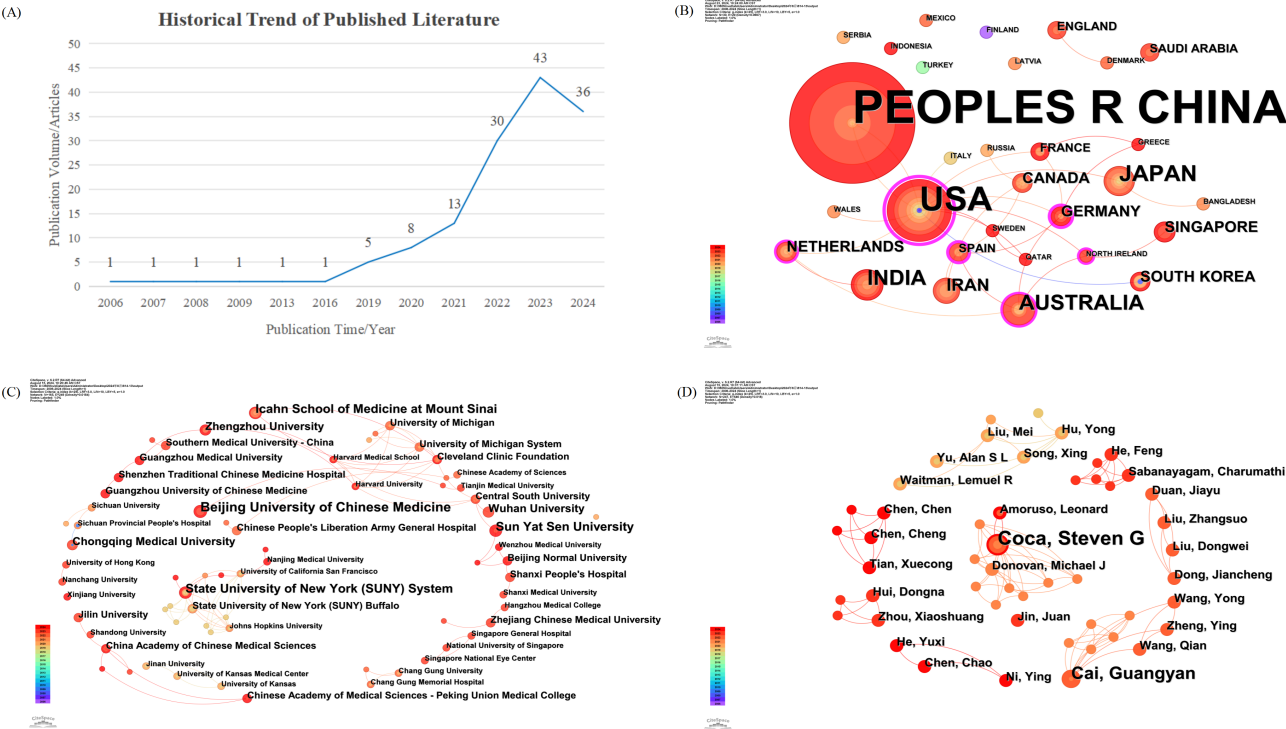 (A)
Historical Trend of Published Literature
Publication Volume/Articles
50
45
40
35
30
25
20
15
10
5
0
1
1
1
1
1
1
5
8
13
30
43
36
2006
2007
2008
2009
2013
2016
2019
2020
2021
2022
2023
2024
Publication Time/Year
(B)
MEXICO
SERBIA
FINLAND
ENGLAND
INDONESIA
SAUDI ARABIA
TURKEY
LATVIA
DENMARK
PEOPLES R CHINA
ITALY
RUSSIA
FRANCE
GREECE
CANADA
JAPAN
USA
WALES
GERMANY
BANGLADESH
SWEDEN
SINGAPORE
NETHERLANDS
SPAIN
QATAR
NORTH IRELAND
INDIA
IRAN
SOUTH KOREA
AUSTRALIA
CiteSpace
(C)
Icahn School of Medicine at Mount Sinai
Zhengzhou University
University of Michigan
Southern Medical University - China
University of Michigan System
Guangzhou Medical University
Harvard Medical School
Cleveland Clinic Foundation
Shenzhen Traditional Chinese Medicine Hospital
Chinese Academy of Sciences
Harvard University
Tianjin Medical University
Guangzhou University of Chinese Medicine
Central South University
Sichuan University
Beijing University of Chinese Medicine
Wuhan University
Sichuan Provincial People's Hospital
Chinese People's Liberation Army General Hospital
Sun Yat Sen University
Chongqing Medical University
Wenzhou Medical University
University of Hong Kong
Nanjing Medical University
Beijing Normal University
University of California San Francisco
Nanchang University
Shanxi People's Hospital
State University of New York (SUNY) System
Xinjiang University
Shanxi Medical University
State University of New York (SUNY) Buffalo
Hangzhou Medical College
Jilin University
Johns Hopkins University
Zhejiang Chinese Medical University
Shandong University
Singapore General Hospital
China Academy of Chinese Medical Sciences
National University of Singapore
Singapore National Eye Center
Jinan University
Chang Gung University
University of Kansas Medical Center
Chang Gung Memorial Hospital
University of Kansas
Chinese Academy of Medical Sciences - Peking Union Medical College
CiteSpace
(D)
Liu, Mei
Hu, Yong
Yu, Alan S L
Song, Xing
He, Feng
Waitman, Lemuel R
Sabanayagam, Charumathi
Duan, Jiayu
Chen, Chen
Amoruso, Leonard
Liu, Zhangsuo
Chen, Cheng
Coca, Steven G
Liu, Dongwei
Tian, Xuecong
Donovan, Michael J
Dong, Jiancheng
Hui, Dongna
Wang, Yong
Zhou, Xiaoshuang
Jin, Juan
Zheng, Ying
He, Yuxi
Wang, Qian
Chen, Chao
Ni, Ying
Cai, Guangyan
CiteSpace